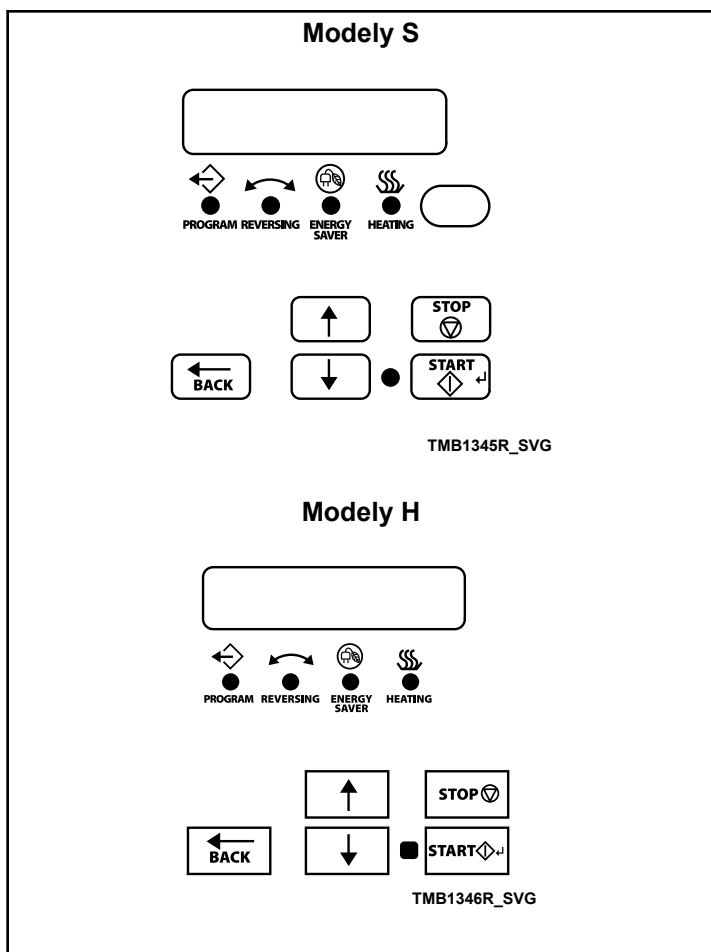 Modely S
PROGRAM REVERSING ENERGY SAVER HEATING
STOP
START
BACK
TMB1345R_SVG
Modely H
PROGRAM REVERSING ENERGY SAVER HEATING
STOP
BACK
START
TMB1346R_SVG